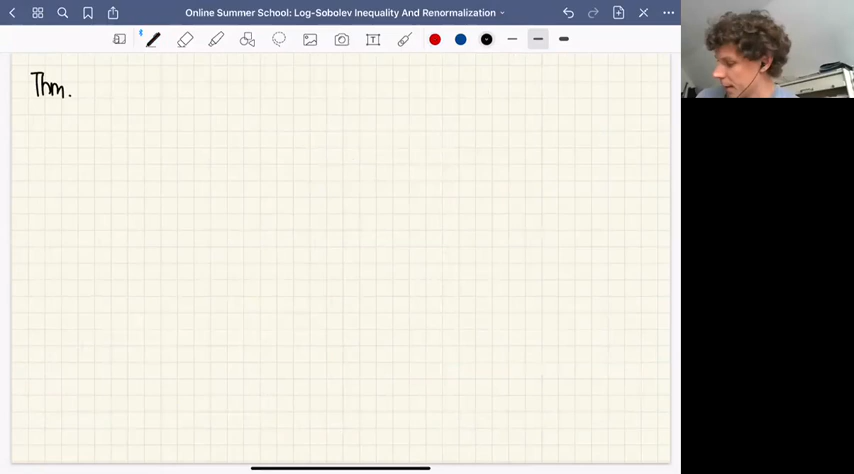 Online Summer School: Log-Sobolev Inequality And Renormalization
Thm.